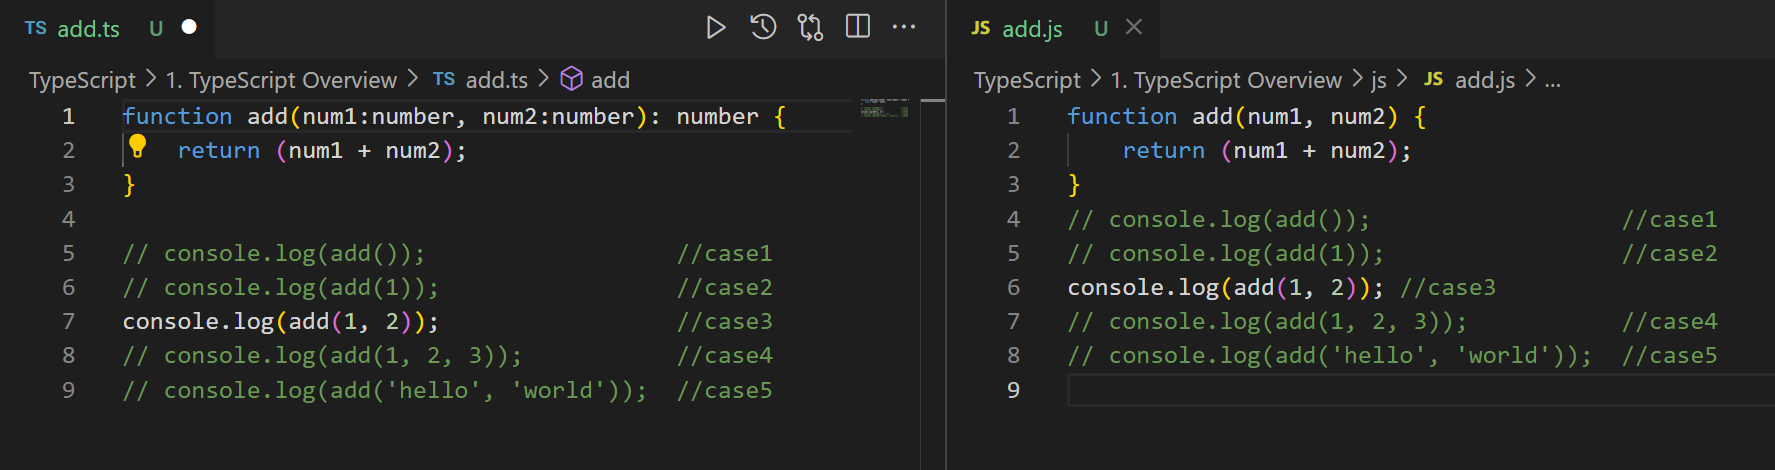 TS add.ts U
TypeScript > 1. TypeScript Overview > TS add.ts > add
1 function add(num1:number, num2:number): number {
2     return (num1 + num2);
3 }
4
5 // console.log(add());                  //case1
6 // console.log(add(1));                 //case2
7 console.log(add(1, 2));                 //case3
8 // console.log(add(1, 2, 3));           //case4
9 // console.log(add('hello', 'world'));  //case5
JS add.js U
TypeScript > 1. TypeScript Overview > js > JS add.js > ...
1 function add(num1, num2) {
2     return (num1 + num2);
3 }
4 // console.log(add());                  //case1
5 // console.log(add(1));                 //case2
6 console.log(add(1, 2)); //case3
7 // console.log(add(1, 2, 3));           //case4
8 // console.log(add('hello', 'world'));  //case5
9